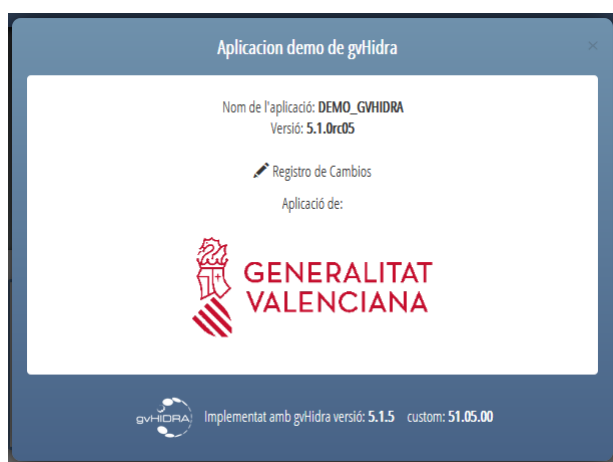 Aplicacion demo de gvHidra
×
Nom de l'aplicació: DEMO_GVHIDRA
Versió: 5.1.0rc05
Registro de Cambios
Aplicació de:
GENERALITAT
VALENCIANA
gvHIDRA Implementat amb gvHidra versió: 5.1.5 custom: 51.05.00